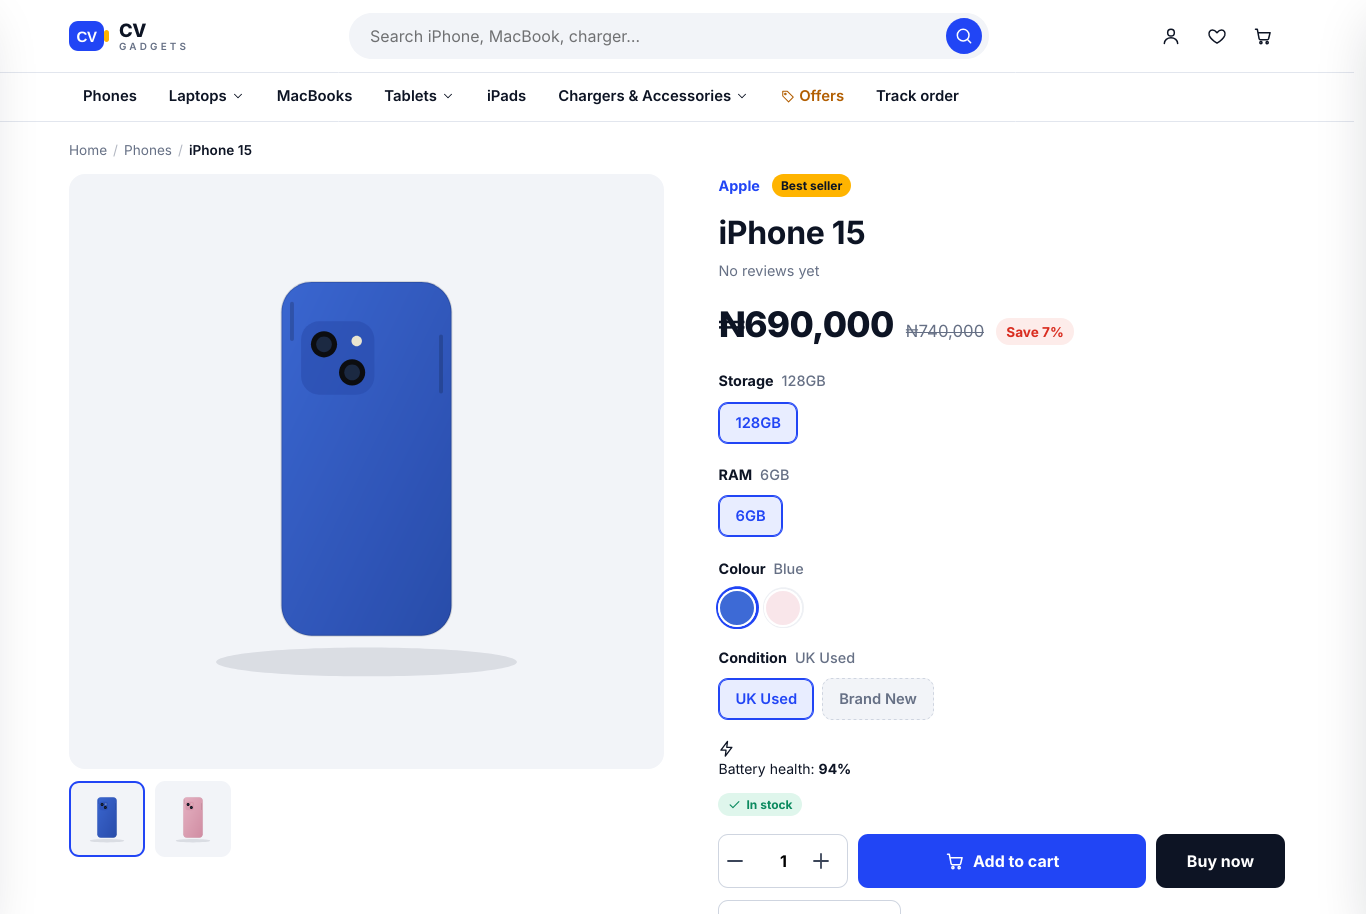 CV
CV
GADGETS
Search iPhone, MacBook, charger...
Phones
Laptops
MacBooks
Tablets
iPads
Chargers & Accessories
Offers
Track order
Home / Phones / iPhone 15
Apple
Best seller
iPhone 15
No reviews yet
₦690,000 ₦740,000 Save 7%
Storage 128GB
128GB
RAM 6GB
6GB
Colour Blue
Condition UK Used
UK Used
Brand New
Battery health: 94%
In stock
1
Add to cart
Buy now